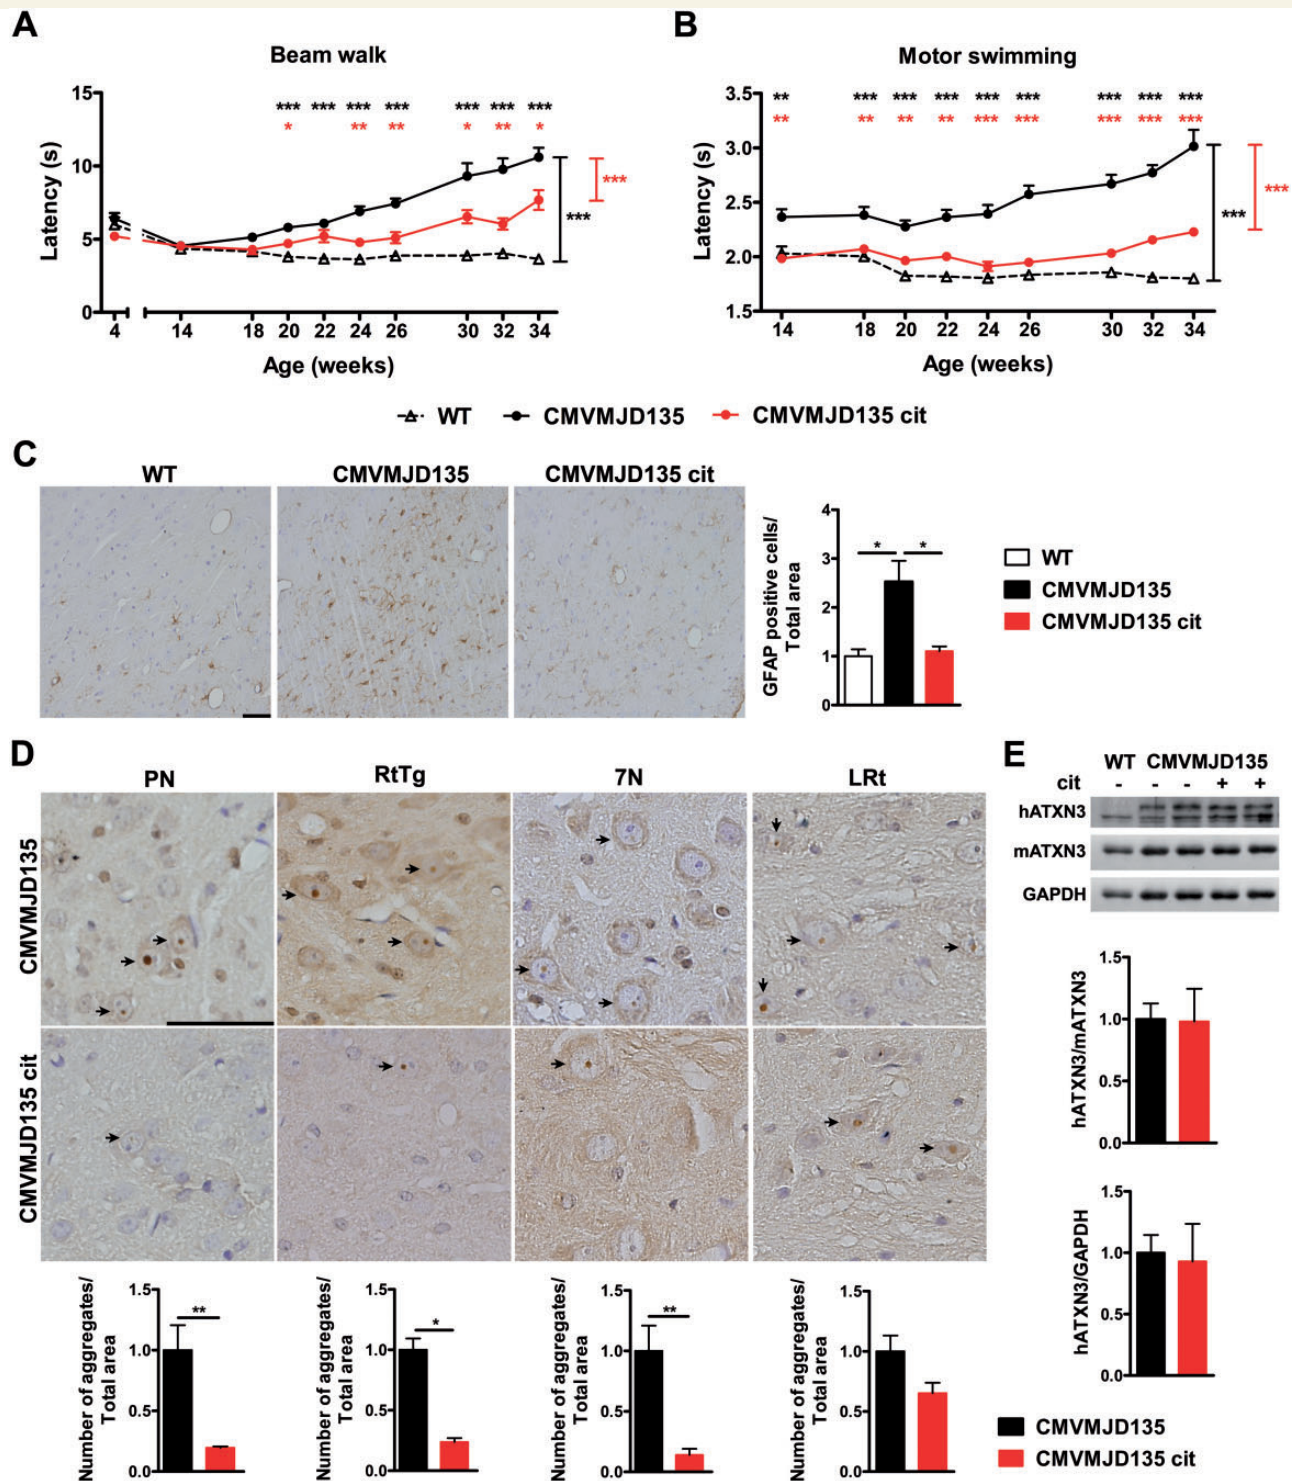 A
Beam walk
Latency (s)
15
10
5
0
*** *** *** *** *** *** ***
* ** ** * ** *
***
***
4 14 18 20 22 24 26 30 32 34
Age (weeks)
B
Motor swimming
Latency (s)
3.5
3.0
2.5
2.0
1.5
** *** *** *** *** *** *** *** ***
** ** ** ** *** *** *** *** ***
***
***
14 18 20 22 24 26 30 32 34
Age (weeks)
WT CMVMJD135 CMVMJD135 cit
C
WT CMVMJD135 CMVMJD135 cit
GFAP positive cells/
Total area
4
3
2
1
0
* *
WT
CMVMJD135
CMVMJD135 cit
D
PN RtTg 7N LRt
CMVMJD135
CMVMJD135 cit
Number of aggregates/
Total area
1.5
1.0
0.5
0.0
**
Number of aggregates/
Total area
1.5
1.0
0.5
0.0
*
Number of aggregates/
Total area
1.5
1.0
0.5
0.0
**
Number of aggregates/
Total area
1.5
1.0
0.5
0.0
E
WT CMVMJD135
cit - - - + +
hATXN3
mATXN3
GAPDH
hATXN3/mATXN3
1.5
1.0
0.5
0.0
hATXN3/GAPDH
1.5
1.0
0.5
0.0
CMVMJD135
CMVMJD135 cit